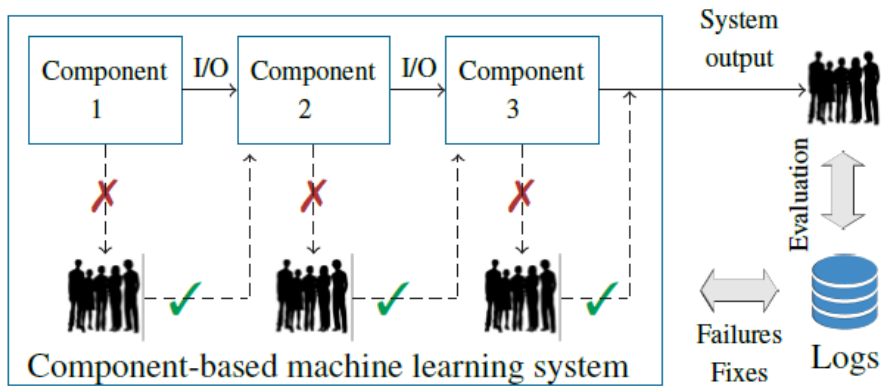 Component
1
I/O
Component
2
I/O
Component
3
System
output
Evaluation
Failures
Fixes
Logs
Component-based machine learning system